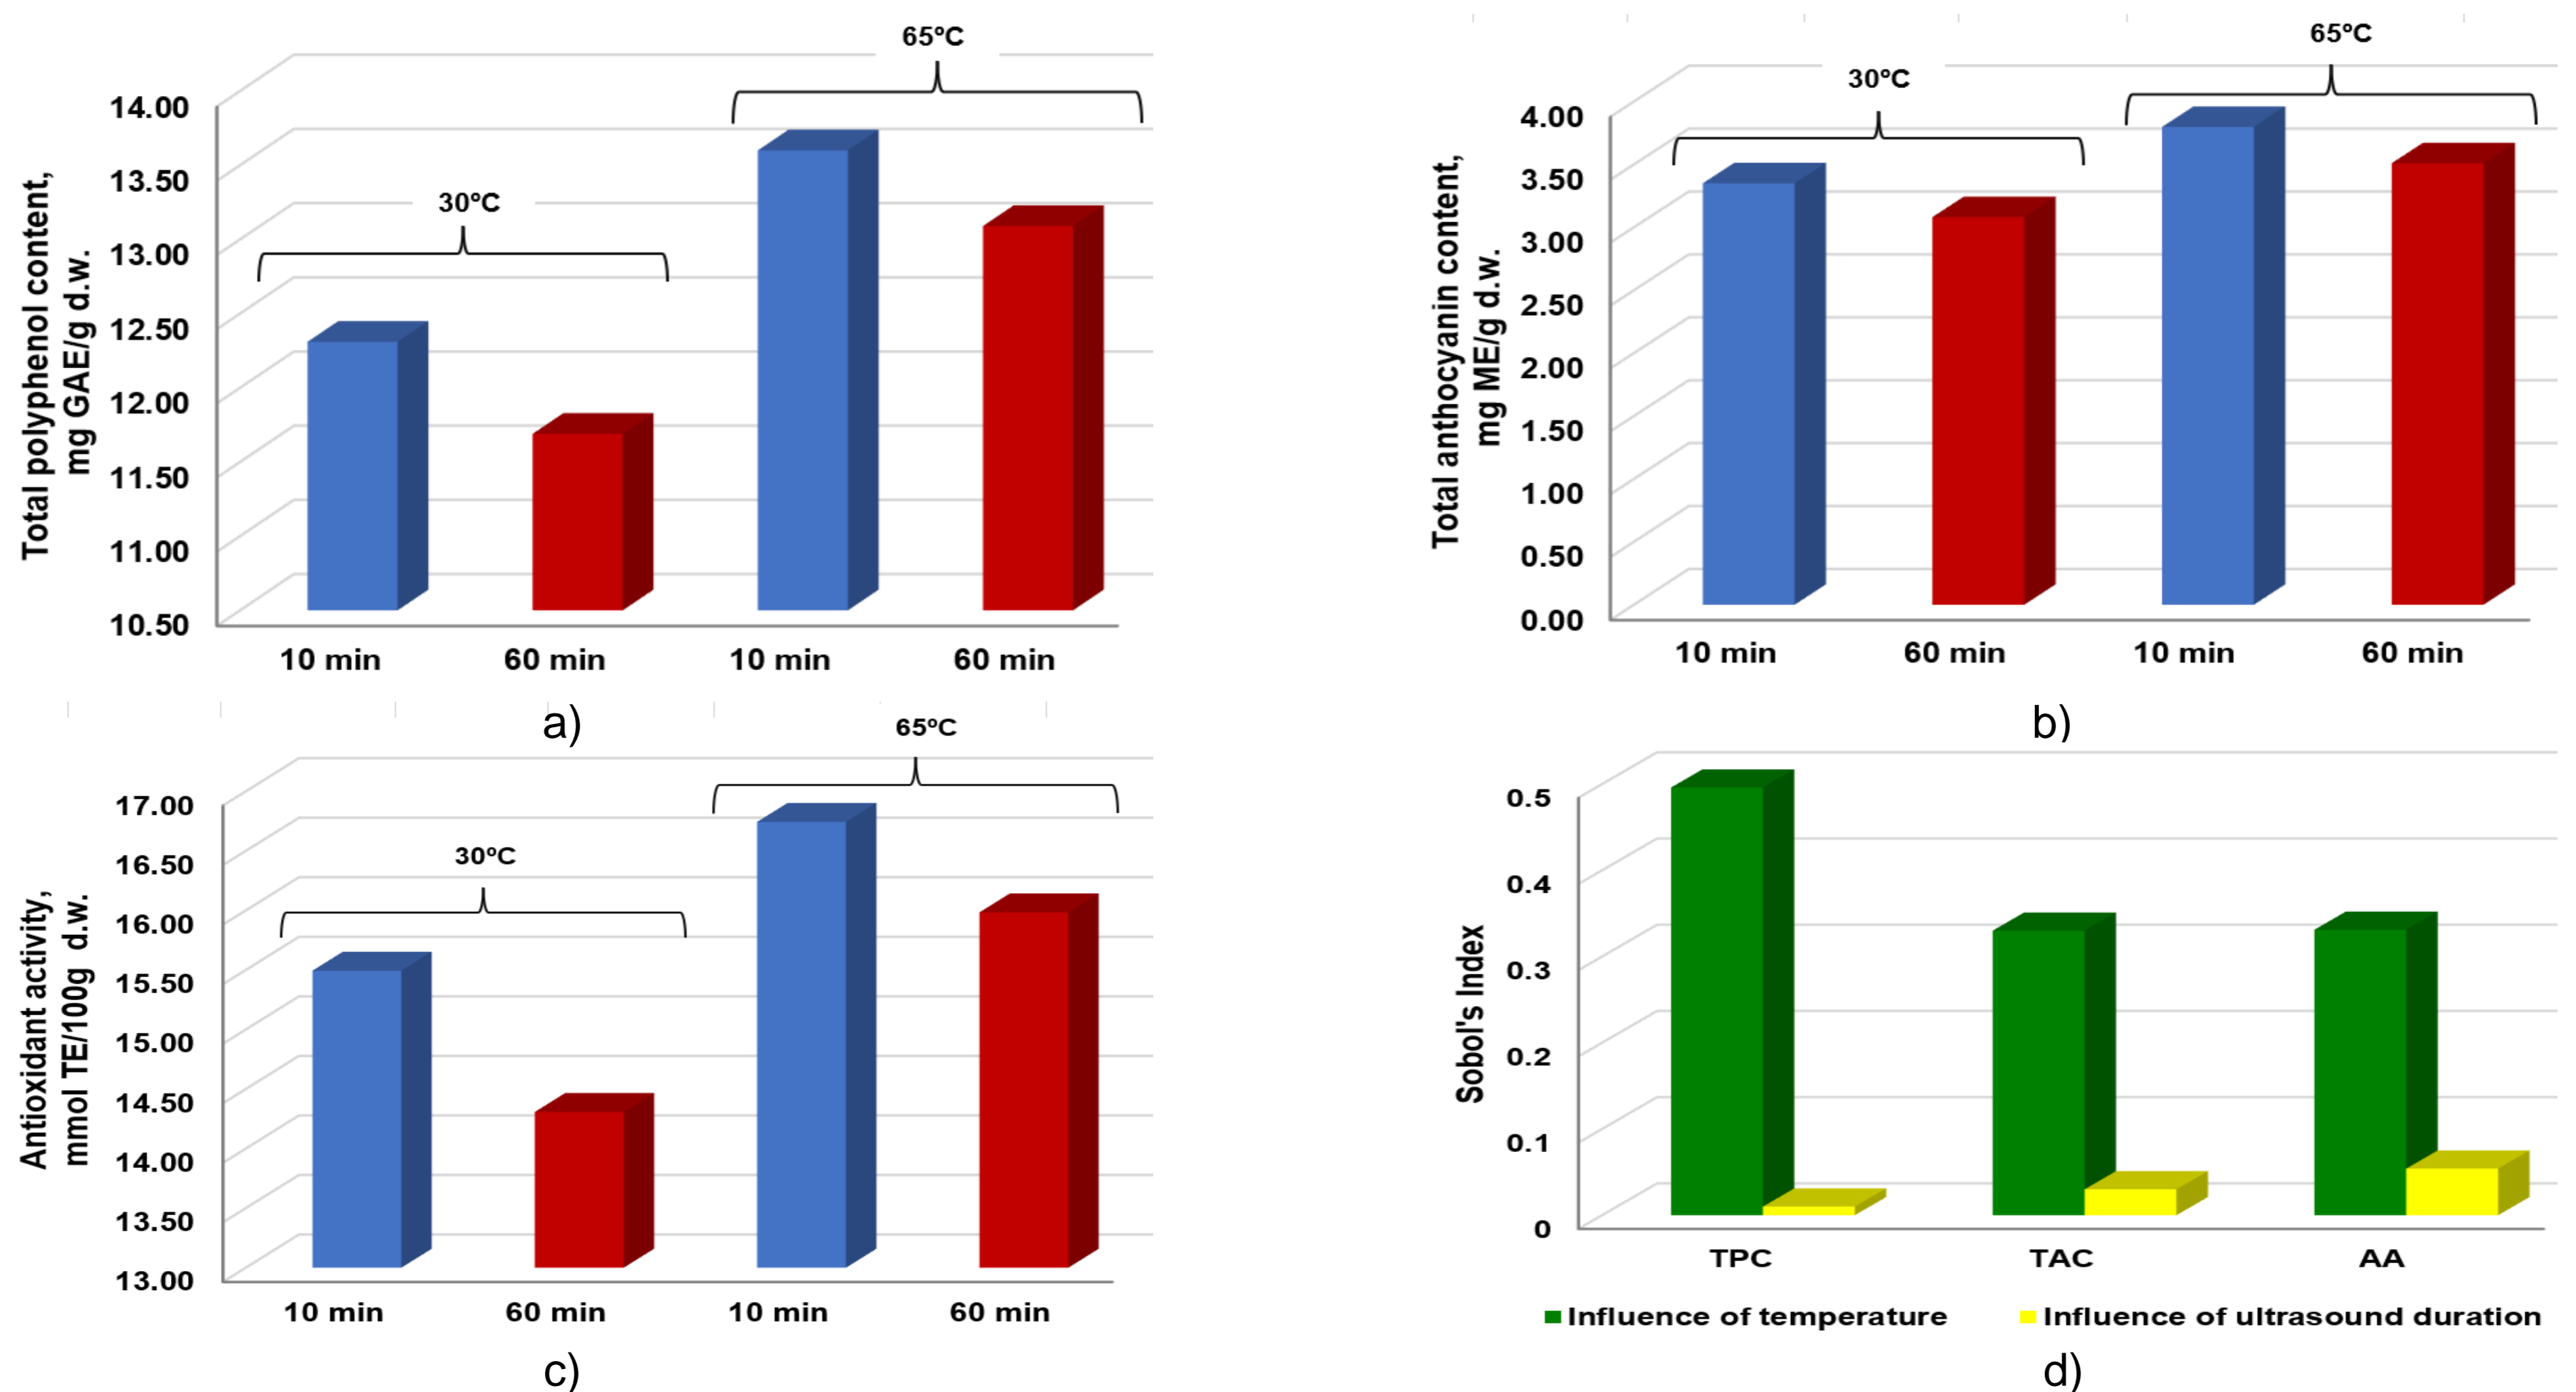 65ºC
30ºC
14.00
13.50
13.00
12.50
12.00
11.50
11.00
10.50
Total polyphenol content,
mg GAE/g d.w.
10 min
60 min
10 min
60 min
a)
65ºC
30ºC
4.00
3.50
3.00
2.50
2.00
1.50
1.00
0.50
0.00
Total anthocyanin content,
mg ME/g d.w.
10 min
60 min
10 min
60 min
b)
65ºC
30ºC
17.00
16.50
16.00
15.50
15.00
14.50
14.00
13.50
13.00
Antioxidant activity,
mmol TE/100g d.w.
10 min
60 min
10 min
60 min
c)
0.5
0.4
0.3
0.2
0.1
0
Sobol's Index
TPC
TAC
AA
Influence of temperature
Influence of ultrasound duration
d)